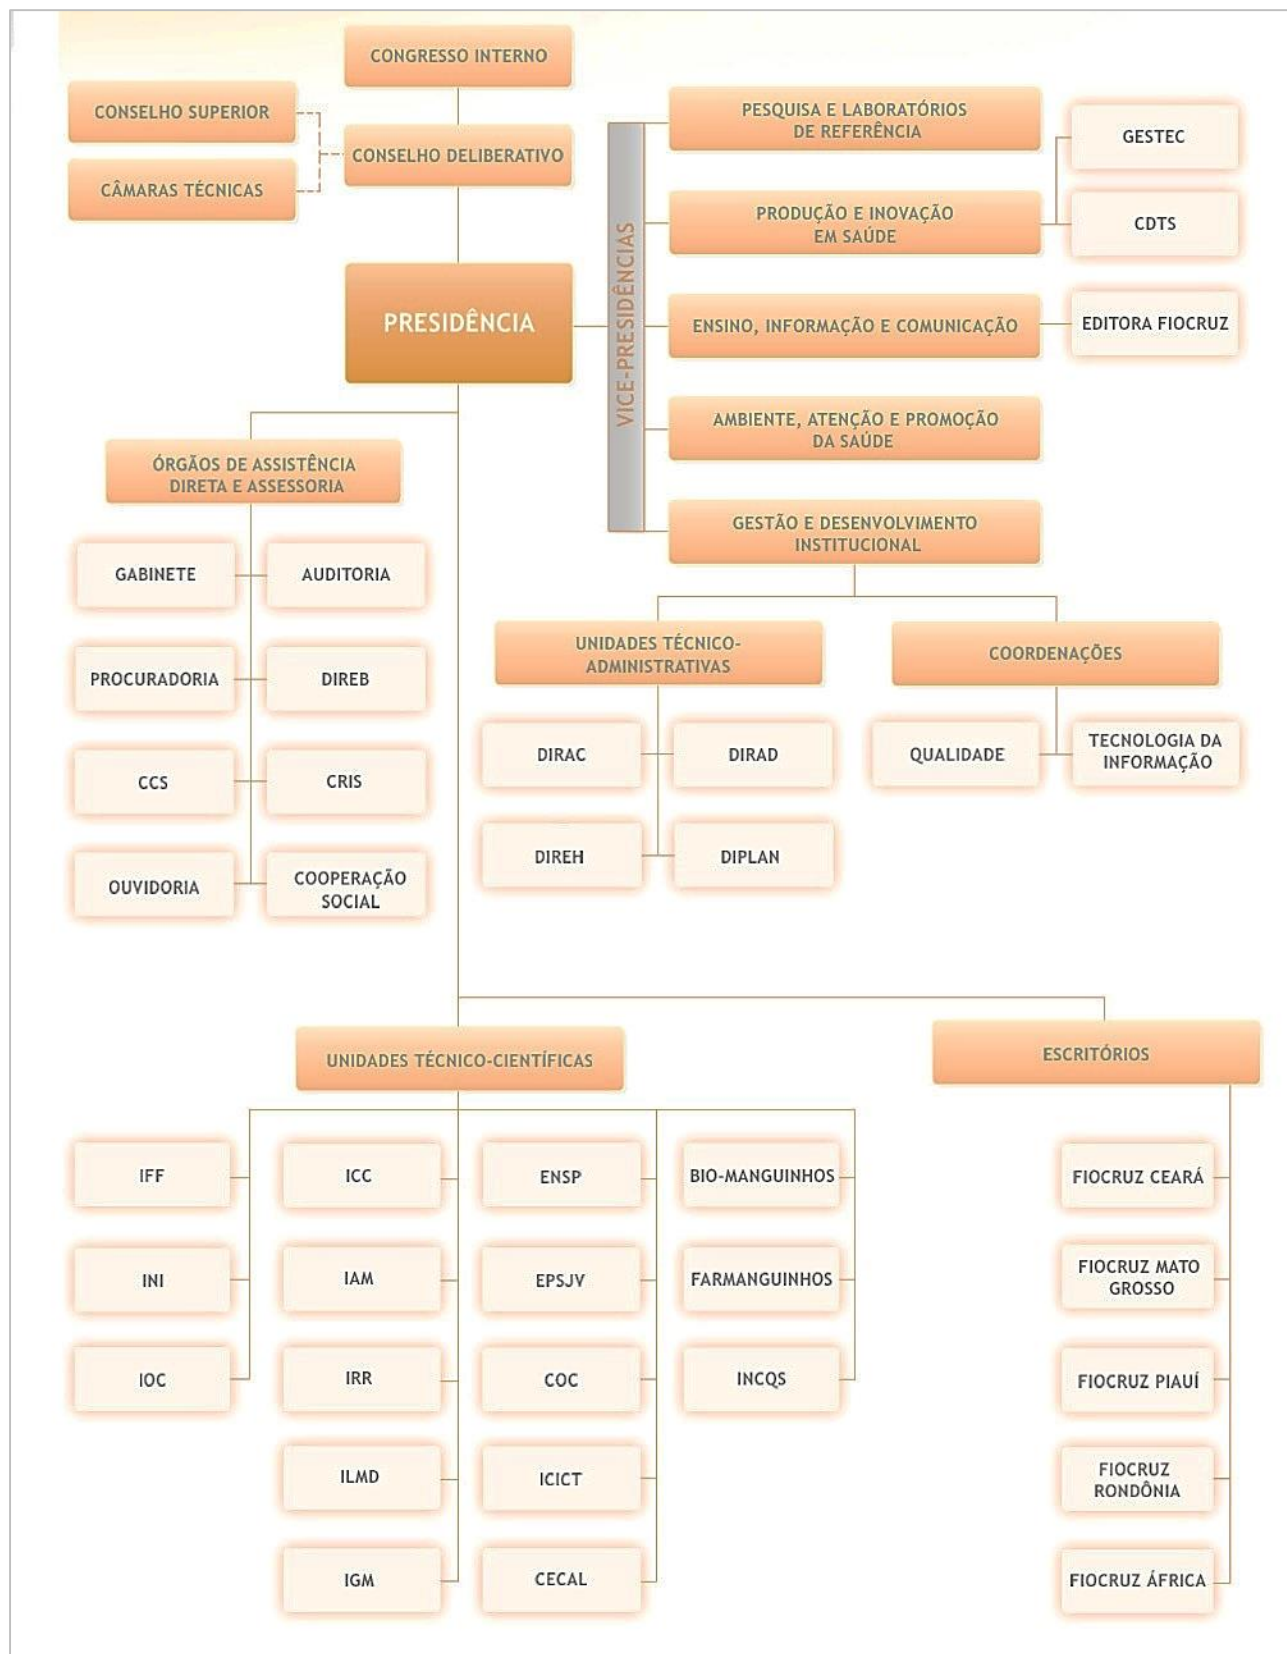 CONGRESSO INTERNO
CONSELHO SUPERIOR
CONSELHO DELIBERATIVO
CÂMARAS TÉCNICAS
PRESIDÊNCIA
VICE-PRESIDÊNCIAS
PESQUISA E LABORATÓRIOS
DE REFERÊNCIA
GESTEC
PRODUÇÃO E INOVAÇÃO
EM SAÚDE
CDTS
ENSINO, INFORMAÇÃO E COMUNICAÇÃO
EDITORA FIOCRUZ
AMBIENTE, ATENÇÃO E PROMOÇÃO
DA SAÚDE
GESTÃO E DESENVOLVIMENTO
INSTITUCIONAL
ÓRGÃOS DE ASSISTÊNCIA
DIRETA E ASSESSORIA
GABINETE
AUDITORIA
PROCURADORIA
DIREB
CCS
CRIS
OUVIDORIA
COOPERAÇÃO
SOCIAL
UNIDADES TÉCNICO-
ADMINISTRATIVAS
DIRAC
DIRAD
DIREH
DIPLAN
COORDENAÇÕES
QUALIDADE
TECNOLOGIA DA
INFORMAÇÃO
UNIDADES TÉCNICO-CIENTÍFICAS
IFF
INI
IOC
ICC
IAM
IRR
ILMD
IGM
ENSP
EPSJV
COC
ICICT
CECAL
BIO-MANGUINHOS
FARMANGUINHOS
INCQS
ESCRITÓRIOS
FIOCRUZ CEARÁ
FIOCRUZ MATO
GROSSO
FIOCRUZ PIAUÍ
FIOCRUZ
RONDÔNIA
FIOCRUZ ÁFRICA